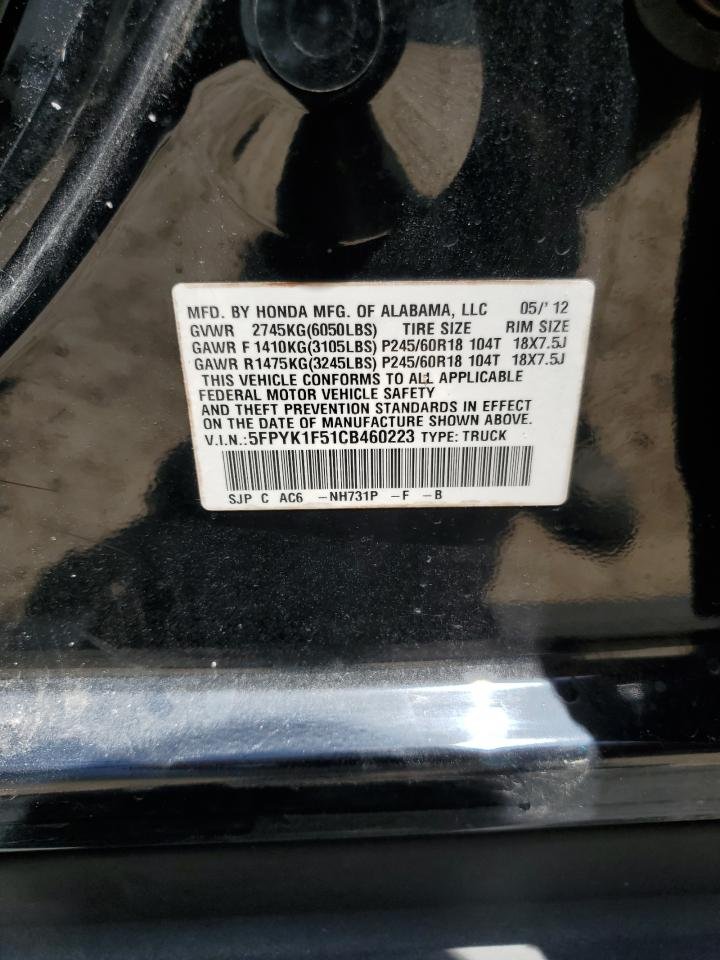 MFD. BY HONDA MFG. OF ALABAMA, LLC 05/' 12
GVWR 2745KG(6050LBS) TIRE SIZE RIM SIZE
GAWR F 1410KG(3105LBS) P245/60R18 104T 18X7.5J
GAWR R1475KG(3245LBS) P245/60R18 104T 18X7.5J
THIS VEHICLE CONFORMS TO ALL APPLICABLE
FEDERAL MOTOR VEHICLE SAFETY
AND THEFT PREVENTION STANDARDS IN EFFECT
ON THE DATE OF MANUFACTURE SHOWN ABOVE.
V.I.N.:5FPYK1F51CB460223 TYPE: TRUCK
SJP C AC6 -NH731P -F -B